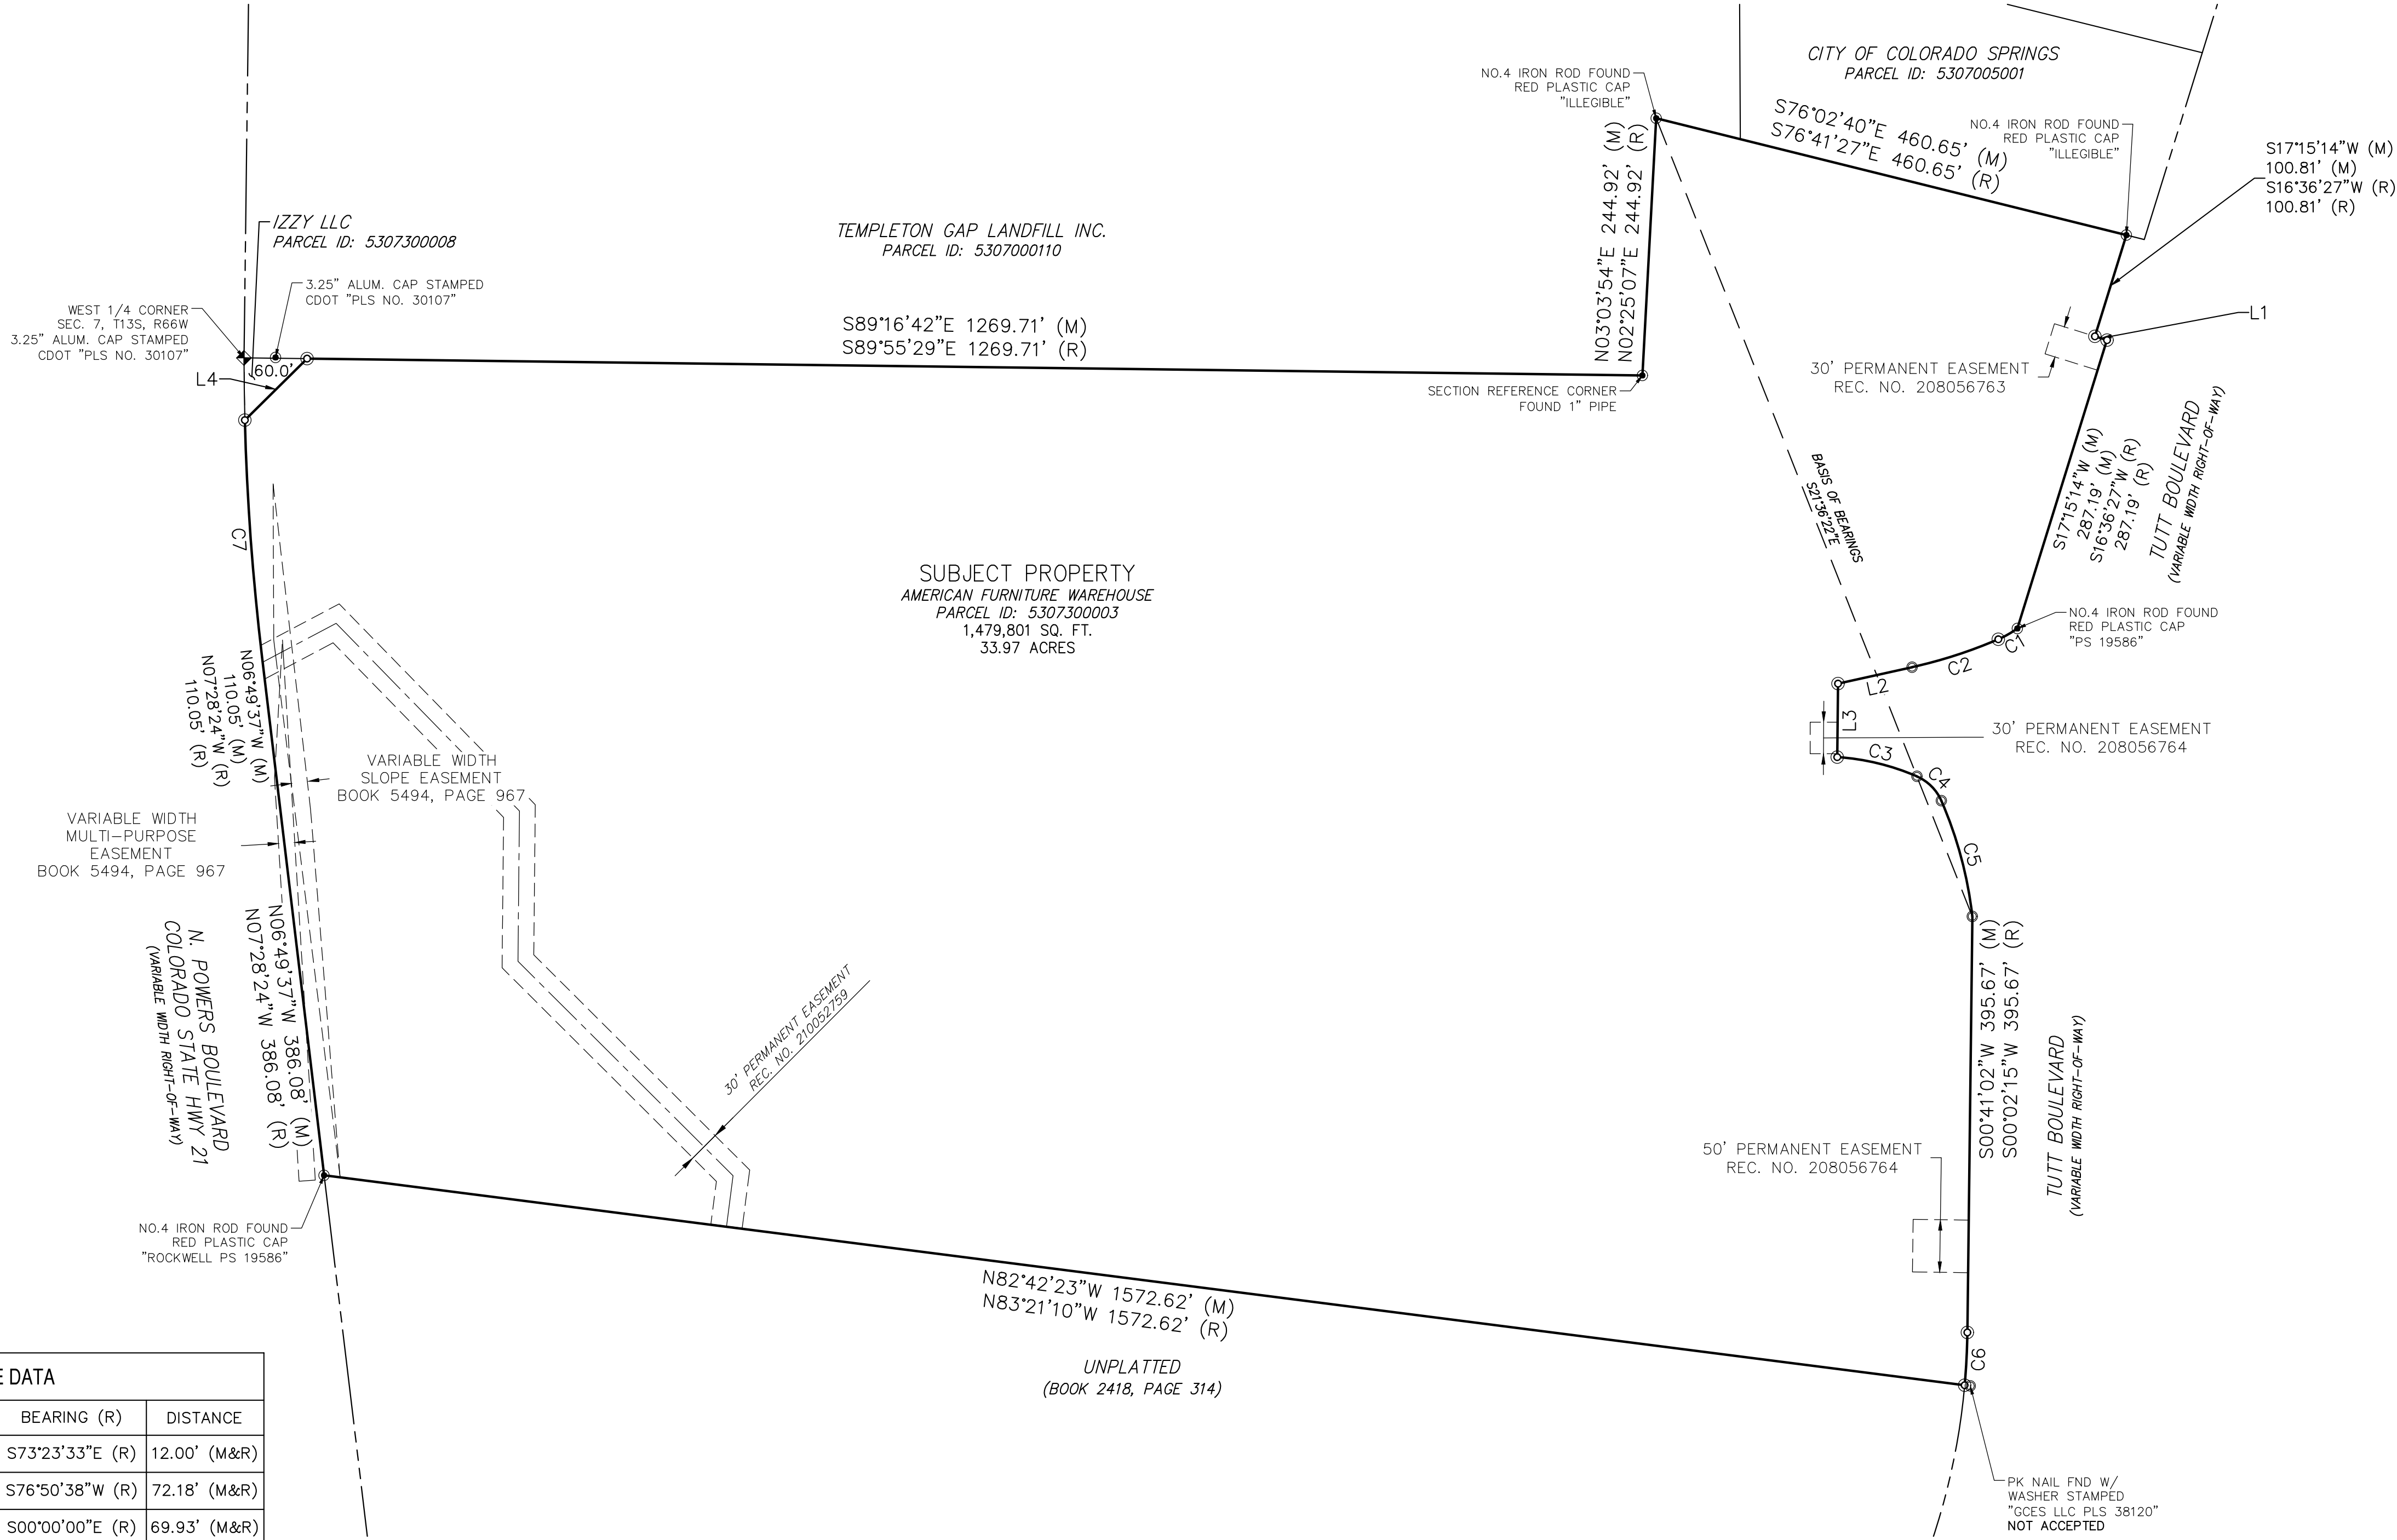 CITY OF COLORADO SPRINGS
PARCEL ID: 5307005001
NO.4 IRON ROD FOUND
RED PLASTIC CAP
"ILLEGIBLE"
S76°02'40"E 460.65' (M)
S76°41'27"E 460.65' (R)
NO.4 IRON ROD FOUND
RED PLASTIC CAP
"ILLEGIBLE"
S17°15'14"W (M)
100.81' (M)
S16°36'27"W (R)
100.81' (R)
N03°03'54"E 244.92' (M)
N02°25'07"E 244.92' (R)
IZZY LLC
PARCEL ID: 5307300008
TEMPLETON GAP LANDFILL INC.
PARCEL ID: 5307000110
3.25" ALUM. CAP STAMPED
CDOT "PLS NO. 30107"
WEST 1/4 CORNER
SEC. 7, T13S, R66W
3.25" ALUM. CAP STAMPED
CDOT "PLS NO. 30107"
60.0'
L4
S89°16'42"E 1269.71' (M)
S89°55'29"E 1269.71' (R)
L1
30' PERMANENT EASEMENT
REC. NO. 208056763
SECTION REFERENCE CORNER
FOUND 1" PIPE
BASIS OF BEARINGS
S21°36'22"E
S17°15'14"W (M)
287.19' (M)
S16°36'27"W (R)
287.19' (R)
TUTT BOULEVARD
(VARIABLE WIDTH RIGHT-OF-WAY)
C7
SUBJECT PROPERTY
AMERICAN FURNITURE WAREHOUSE
PARCEL ID: 5307300003
1,479,801 SQ. FT.
33.97 ACRES
NO.4 IRON ROD FOUND
RED PLASTIC CAP
"PS 19586"
C1
C2
L2
L3
C3
C4
C5
30' PERMANENT EASEMENT
REC. NO. 208056764
N06°49'37"W (M)
110.05' (M)
N07°28'24"W (R)
110.05' (R)
VARIABLE WIDTH
SLOPE EASEMENT
BOOK 5494, PAGE 967
VARIABLE WIDTH
MULTI-PURPOSE
EASEMENT
BOOK 5494, PAGE 967
N. POWERS BOULEVARD
COLORADO STATE HWY 21
(VARIABLE WIDTH RIGHT-OF-WAY)
N06°49'37"W 386.08' (M)
N07°28'24"W 386.08' (R)
30' PERMANENT EASEMENT
REC. NO. 210052759
S00°41'02"W 395.67' (M)
S00°02'15"W 395.67' (R)
TUTT BOULEVARD
(VARIABLE WIDTH RIGHT-OF-WAY)
50' PERMANENT EASEMENT
REC. NO. 208056764
NO.4 IRON ROD FOUND
RED PLASTIC CAP
"ROCKWELL PS 19586"
N82°42'23"W 1572.62' (M)
N83°21'10"W 1572.62' (R)
UNPLATTED
(BOOK 2418, PAGE 314)
C6
PK NAIL FND W/
WASHER STAMPED
"GCES LLC PLS 38120"
NOT ACCEPTED
E DATA
BEARING (R) DISTANCE
S73°23'33"E (R) 12.00' (M&R)
S76°50'38"W (R) 72.18' (M&R)
S00°00'00"E (R) 69.93' (M&R)